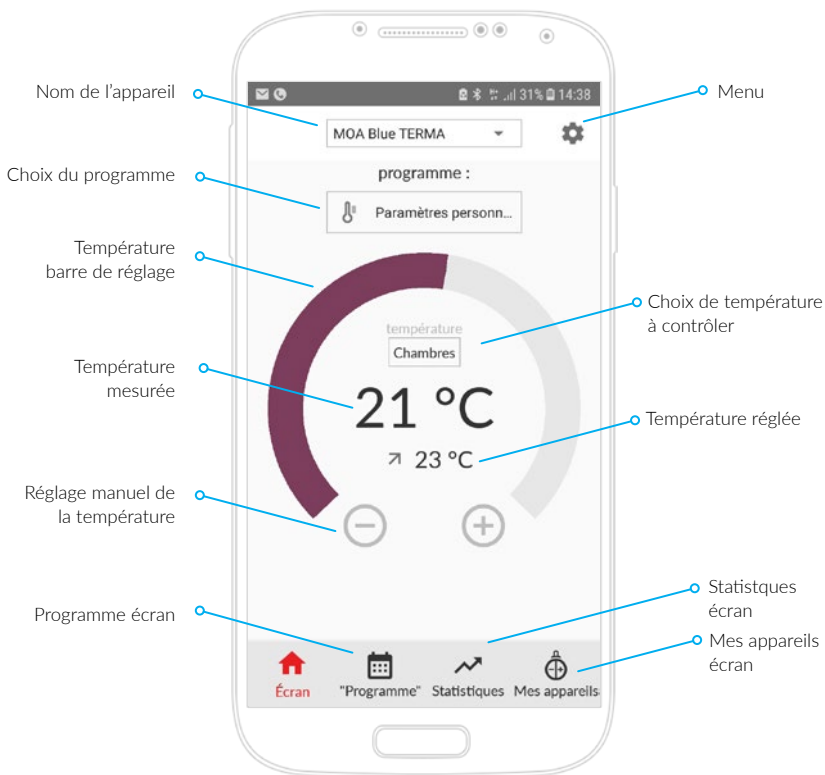 Nom de l'appareil
Menu
31% 14:38
MOA Blue TERMA
Choix du programme
programme :
Paramètres personn...
Température
barre de réglage
Choix de température
à contrôler
température
Chambres
Température
mesurée
21 °C
Température réglée
23 °C
Réglage manuel de
la température
Statistques
écran
Programme écran
Mes appareils
écran
Écran
"Programme"
Statistiques
Mes appareils